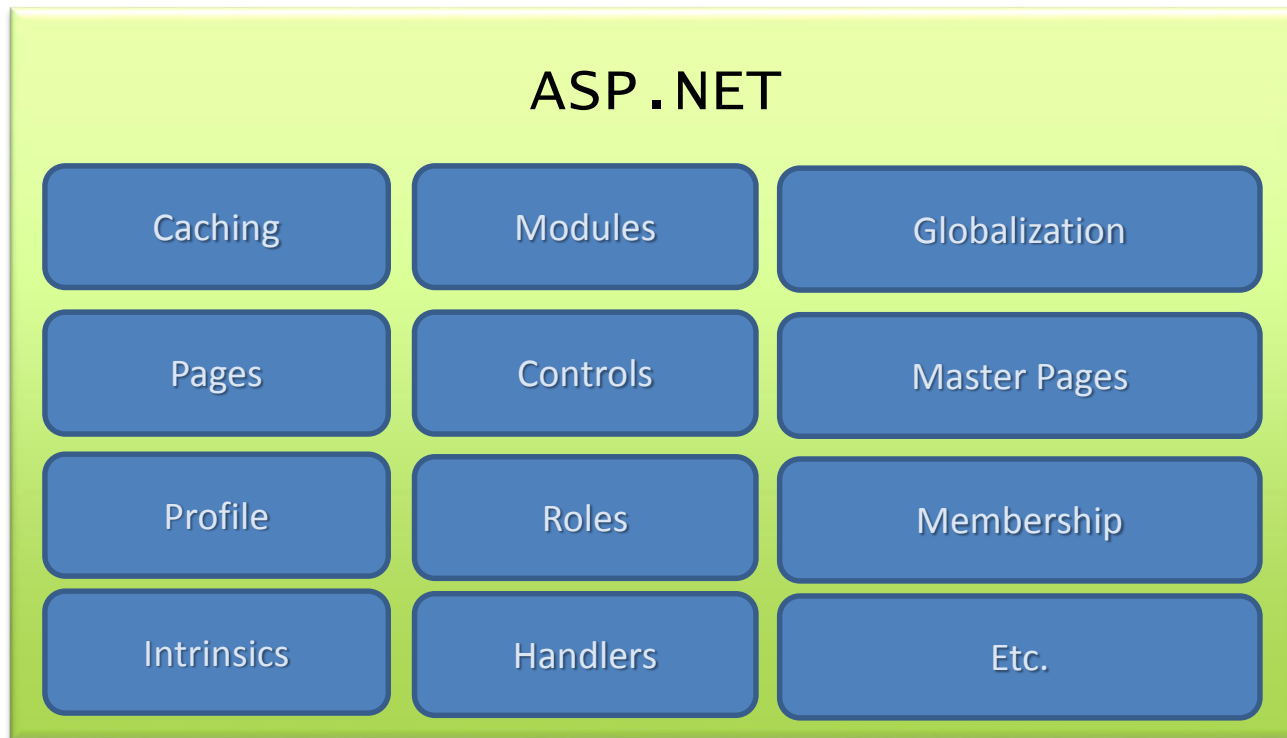 ASP.NET
Caching
Modules
Globalization
Pages
Controls
Master Pages
Profile
Roles
Membership
Intrinsics
Handlers
Etc.